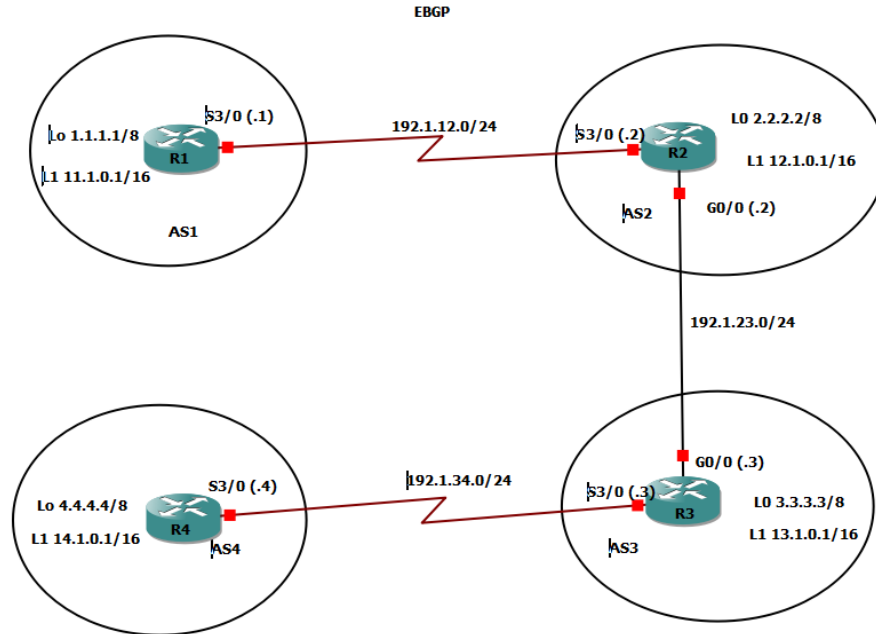 EBGP
S3/0 (.1)
Lo 1.1.1.1/8
R1
L1 11.1.0.1/16
AS1
192.1.12.0/24
L0 2.2.2.2/8
S3/0 (.2)
R2
L1 12.1.0.1/16
AS2
G0/0 (.2)
192.1.23.0/24
192.1.34.0/24
G0/0 (.3)
S3/0 (.3)
L0 3.3.3.3/8
R3
L1 13.1.0.1/16
AS3
S3/0 (.4)
Lo 4.4.4.4/8
R4
L1 14.1.0.1/16
AS4